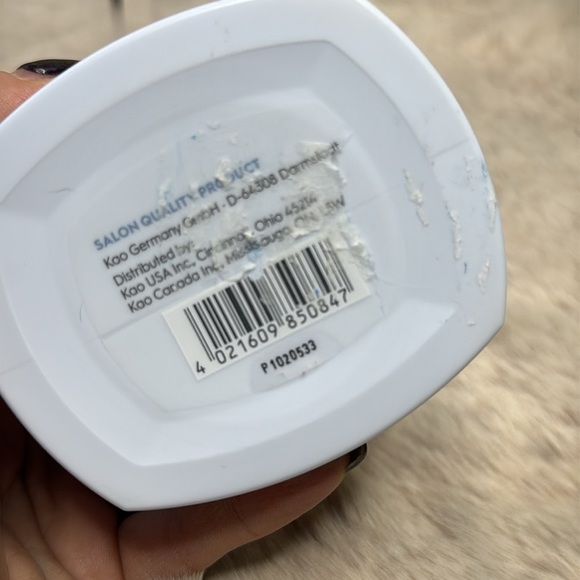 SALON QUALITY PRODUCT
Kao Germany GmbH · D-64308 Darmstadt
Distributed by:
Kao USA Inc., Cincinnati, Ohio 45214
Kao Canada Inc., Mississauga, ON,
4 021609 850847
P1020533